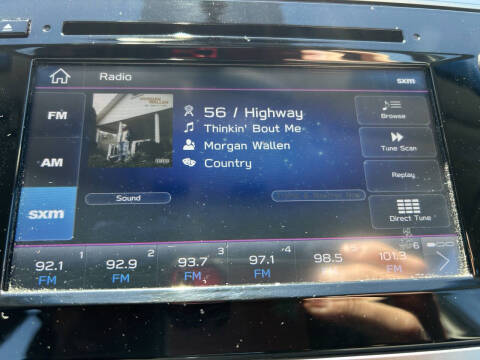 Radio
sxm
FM
MORGAN WALLEN
56 / Highway
Browse
Thinkin' Bout Me
AM
Morgan Wallen
Tune Scan
Country
Replay
sxm
Sound
Direct Tune
1 2 3 4 6
92.1 92.9 93.7 97.1 98.5 101.3
FM FM FM FM FM